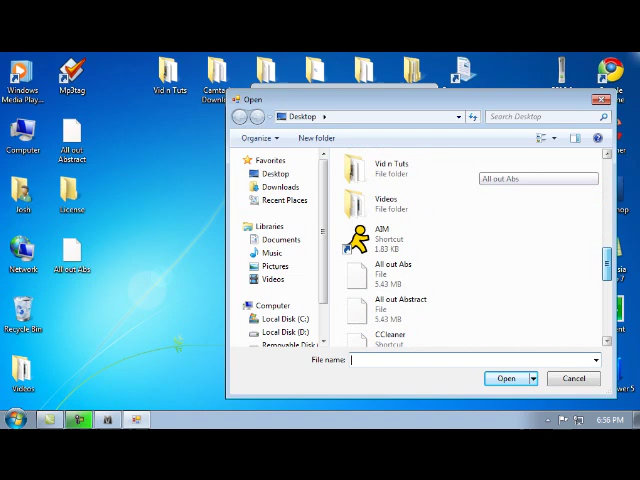 Windows
Media Play...
Mp3tag
Vid n Tuts
Camta
Downlo
Open
Desktop
Search Desktop
Organize
New folder
Computer
All out
Abstract
Josh
License
Network
All out Abs
Recycle Bin
Videos
Favorites
Desktop
Downloads
Recent Places
Libraries
Documents
Music
Pictures
Videos
Computer
Local Disk (C:)
Local Disk (D:)
Removable Disk
Vid n Tuts
File folder
All out Abs
Videos
File folder
AIM
Shortcut
1.83 KB
All out Abs
File
5.43 MB
All out Abstract
File
5.43 MB
CCleaner
Shortcut
File name:
Open
Cancel
6:56 PM